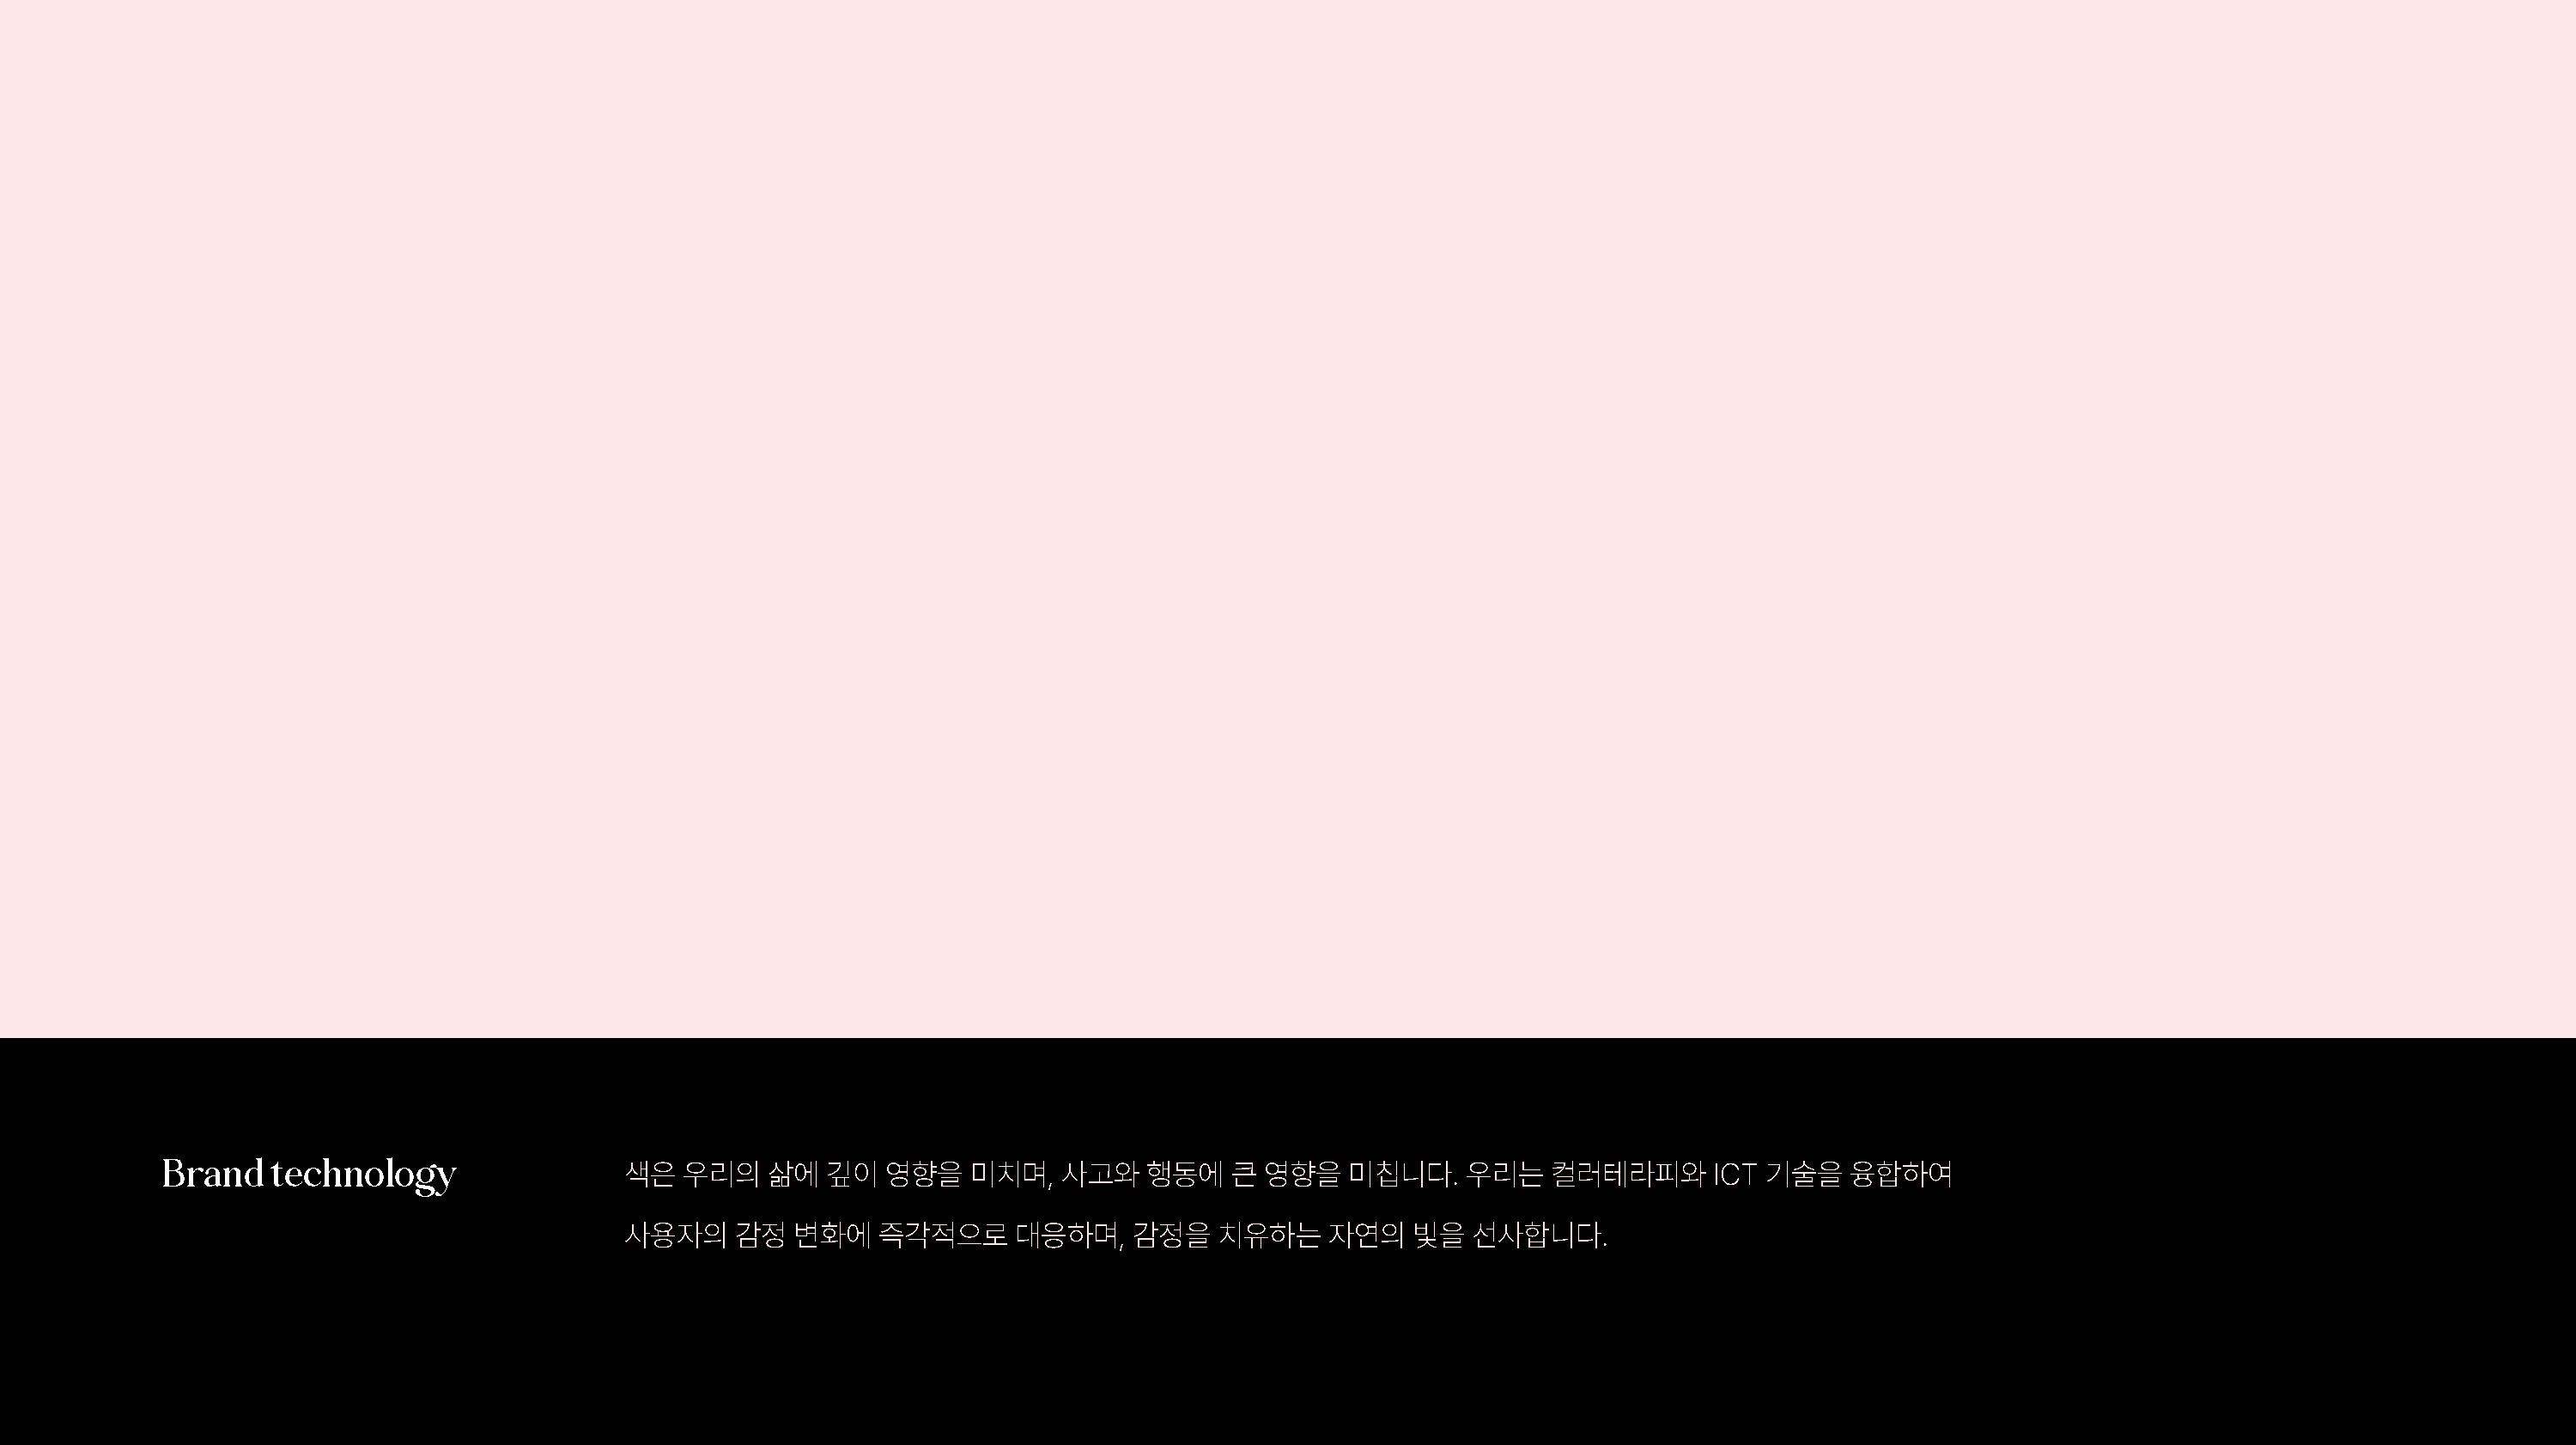 Brand technology
색은 우리의 삶에 깊이 영향을 미치며, 사고와 행동에 큰 영향을 미칩니다. 우리는 컬러테라피와 ICT 기술을 융합하여
사용자의 감정 변화에 즉각적으로 대응하며, 감정을 치유하는 자연의 빛을 선사합니다.